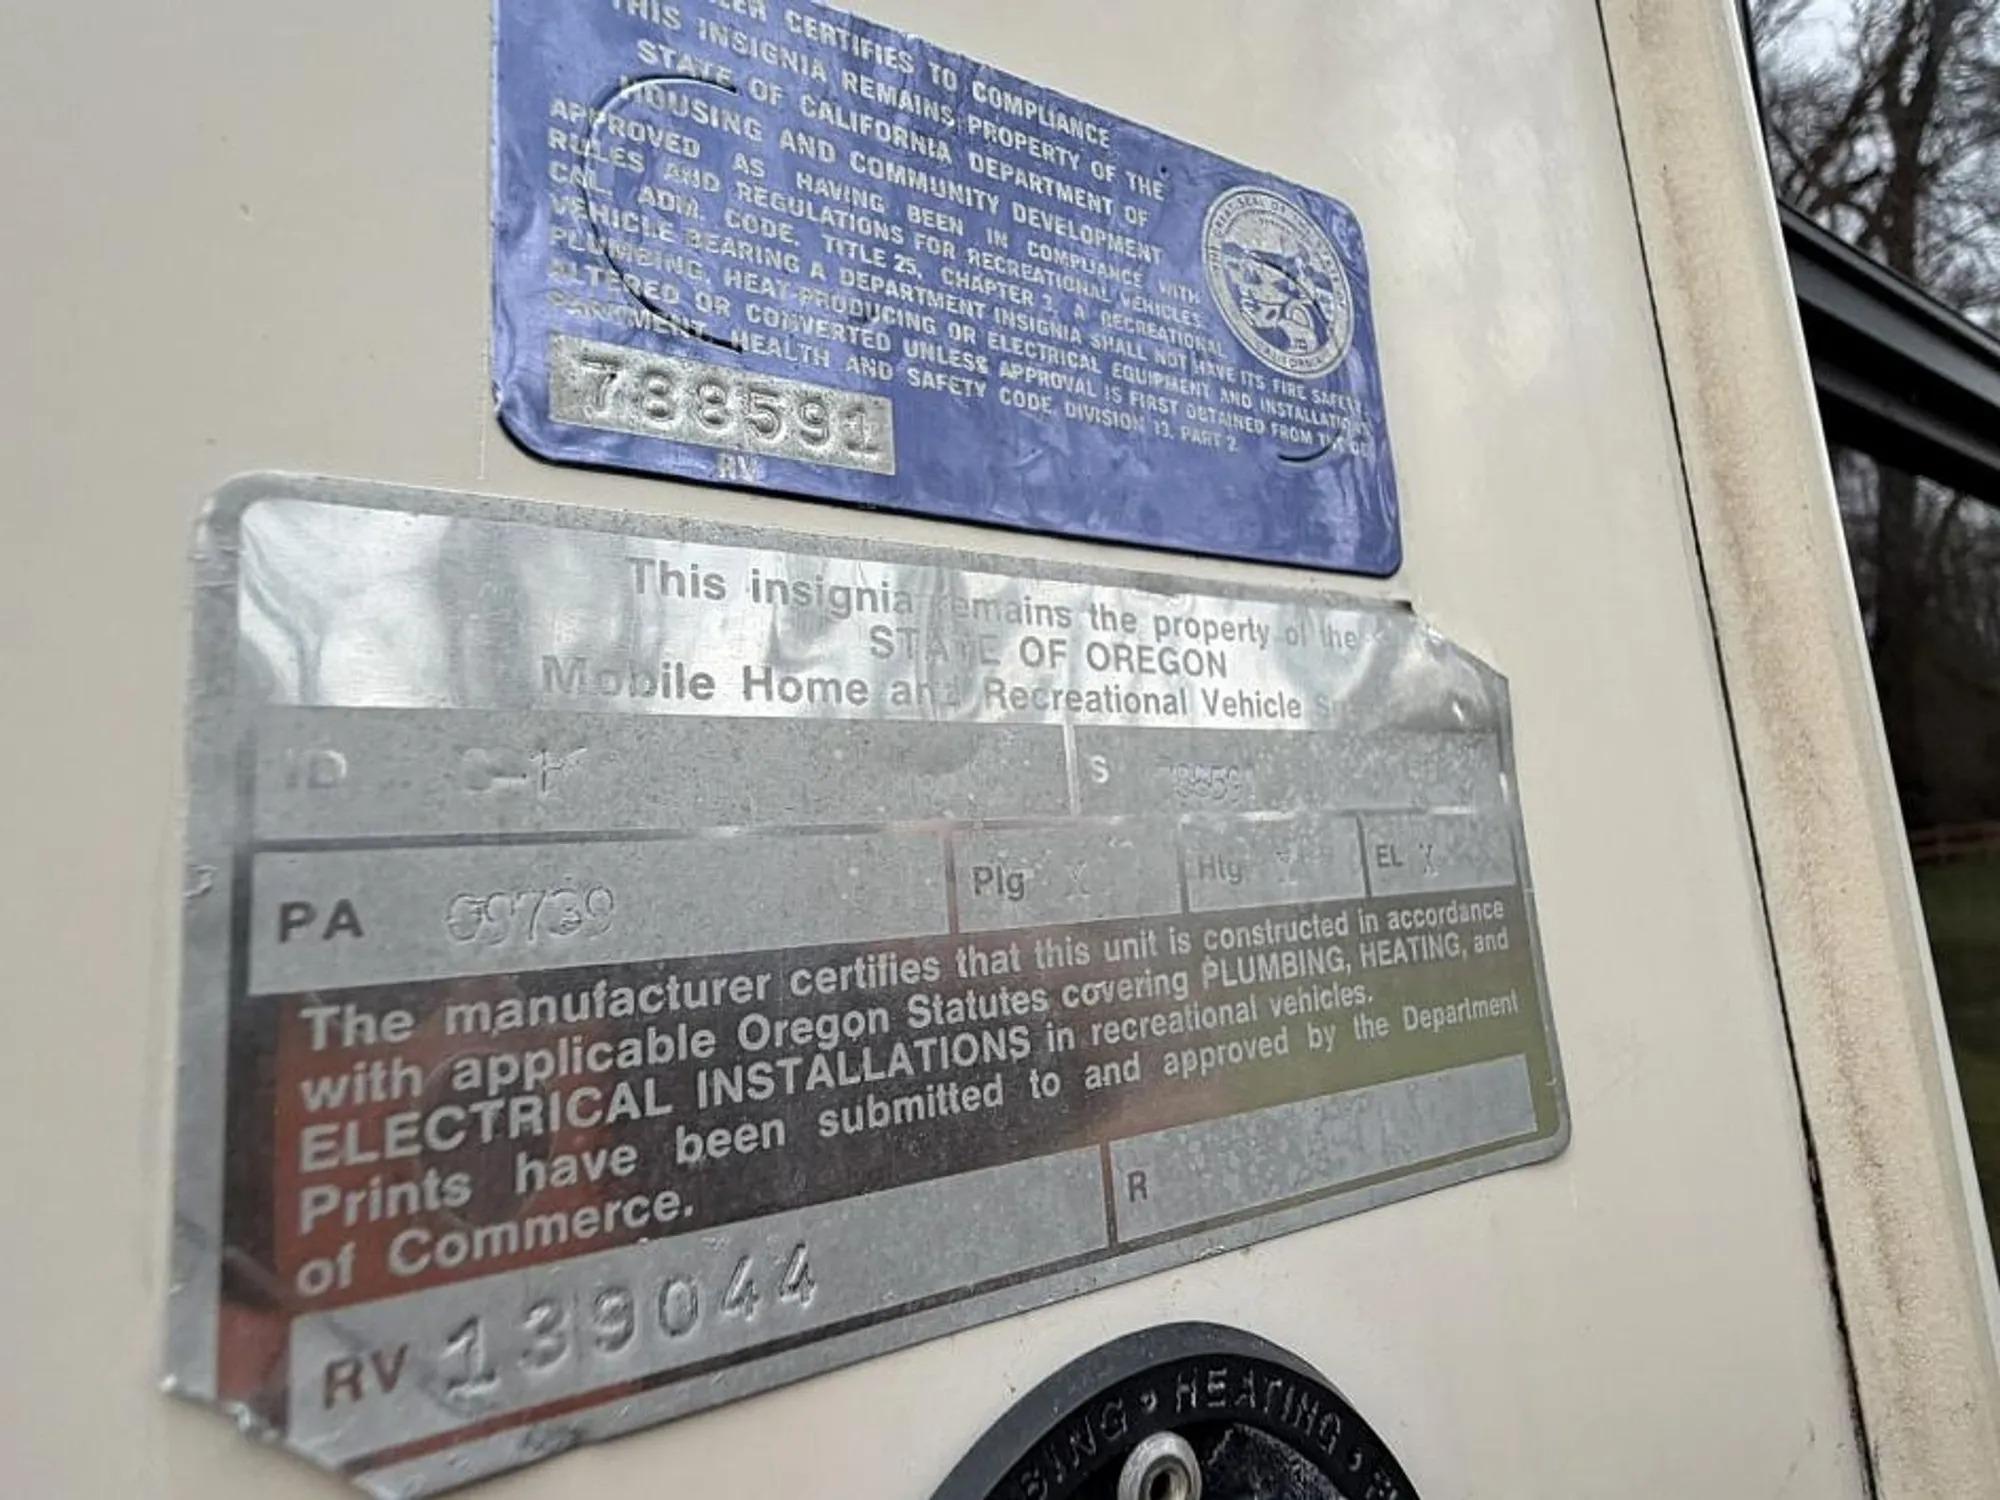 CERTIFIES TO COMPLIANCE
THIS INSIGNIA REMAINS PROPERTY OF THE
STATE OF CALIFORNIA DEPARTMENT OF
HOUSING AND COMMUNITY DEVELOPMENT
APPROVED AS HAVING BEEN IN COMPLIANCE WITH
RULES AND REGULATIONS FOR RECREATIONAL VEHICLES
CAL. ADM. CODE, TITLE 25, CHAPTER 3. A RECREATIONAL
VEHICLE BEARING A DEPARTMENT INSIGNIA SHALL NOT HAVE ITS FIRE SAFETY,
PLUMBING, HEAT-PRODUCING OR ELECTRICAL EQUIPMENT AND INSTALLATIONS
ALTERED OR CONVERTED UNLESS APPROVAL IS FIRST OBTAINED FROM THE DE-
PARTMENT, HEALTH AND SAFETY CODE, DIVISION 13, PART 2.
788591
RV
This insignia remains the property of the
STATE OF OREGON
Mobile Home and Recreational Vehicle
ID
S
PA 69739 Plg X Htg EL X
The manufacturer certifies that this unit is constructed in accordance
with applicable Oregon Statutes covering PLUMBING, HEATING, and
ELECTRICAL INSTALLATIONS in recreational vehicles.
Prints have been submitted to and approved by the Department
of Commerce.
R
RV 139044
HEATING